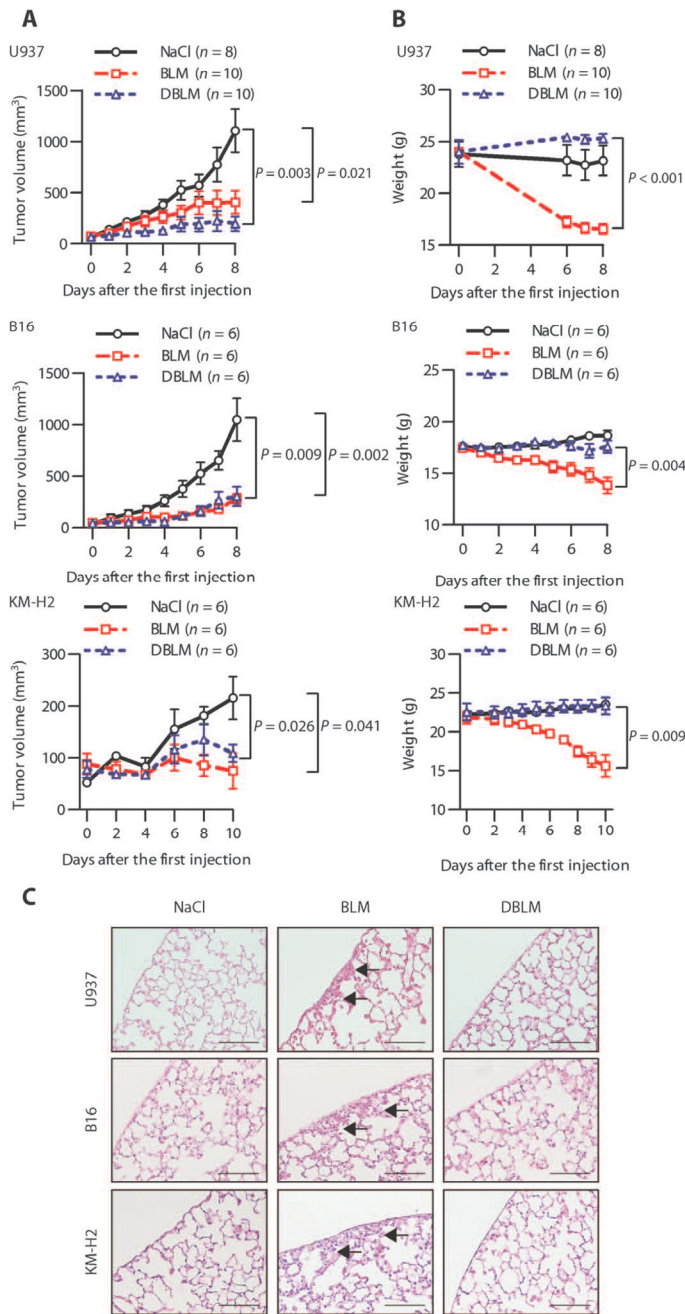 A
U937
NaCl (n = 8)
BLM (n = 10)
DBLM (n = 10)
Tumor volume (mm³)
1500
1000
500
0
P = 0.003
P = 0.021
0 2 4 6 8
Days after the first injection
B16
NaCl (n = 6)
BLM (n = 6)
DBLM (n = 6)
Tumor volume (mm³)
1500
1000
500
0
P = 0.009
P = 0.002
0 2 4 6 8
Days after the first injection
KM-H2
NaCl (n = 6)
BLM (n = 6)
DBLM (n = 6)
Tumor volume (mm³)
300
200
100
0
P = 0.026
P = 0.041
0 2 4 6 8 10
Days after the first injection
B
U937
NaCl (n = 8)
BLM (n = 10)
DBLM (n = 10)
Weight (g)
30
25
20
15
P < 0.001
0 2 4 6 8
Days after the first injection
B16
NaCl (n = 6)
BLM (n = 6)
DBLM (n = 6)
Weight (g)
25
20
15
10
P = 0.004
0 2 4 6 8
Days after the first injection
KM-H2
NaCl (n = 6)
BLM (n = 6)
DBLM (n = 6)
Weight (g)
30
25
20
15
10
P = 0.009
0 2 4 6 8 10
Days after the first injection
C
NaCl BLM DBLM
U937
B16
KM-H2